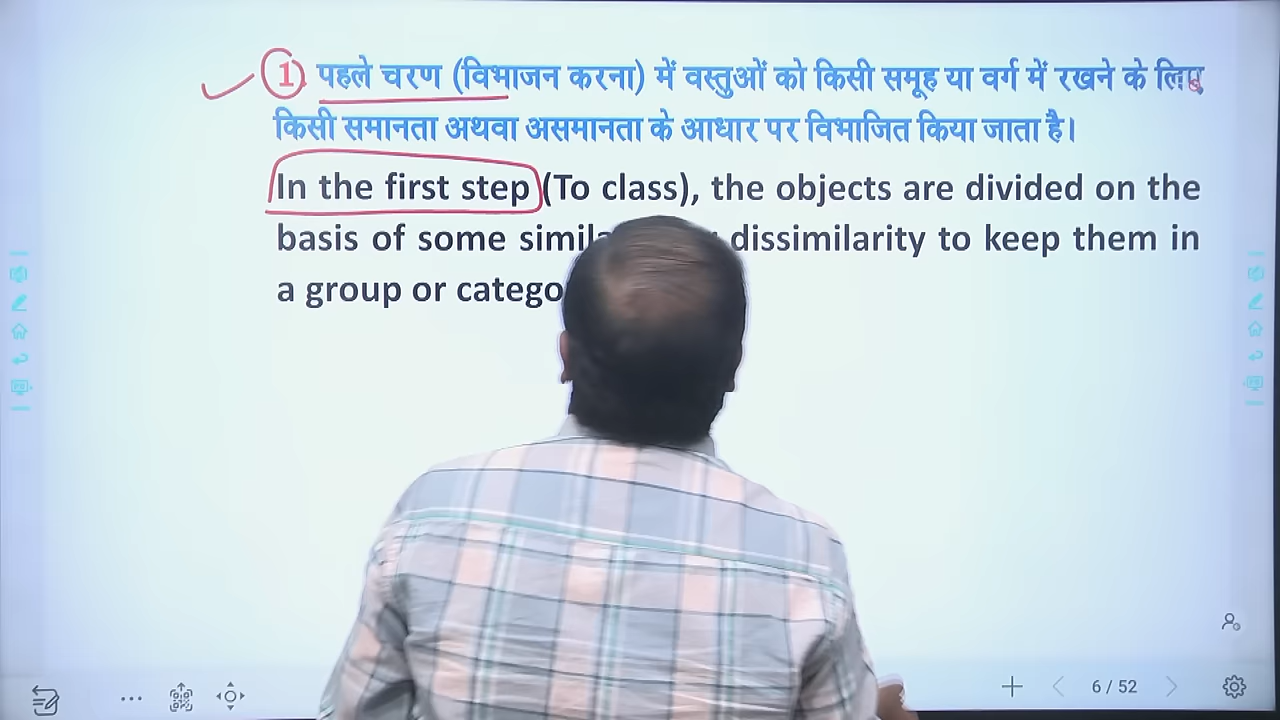 1. पहले चरण (विभाजन करना) में वस्तुओं को किसी समूह या वर्ग में रखने के लिए
किसी समानता अथवा असमानता के आधार पर विभाजित किया जाता है।
In the first step (To class), the objects are divided on the
basis of some dissimilarity to keep them in
a group or
6 / 52